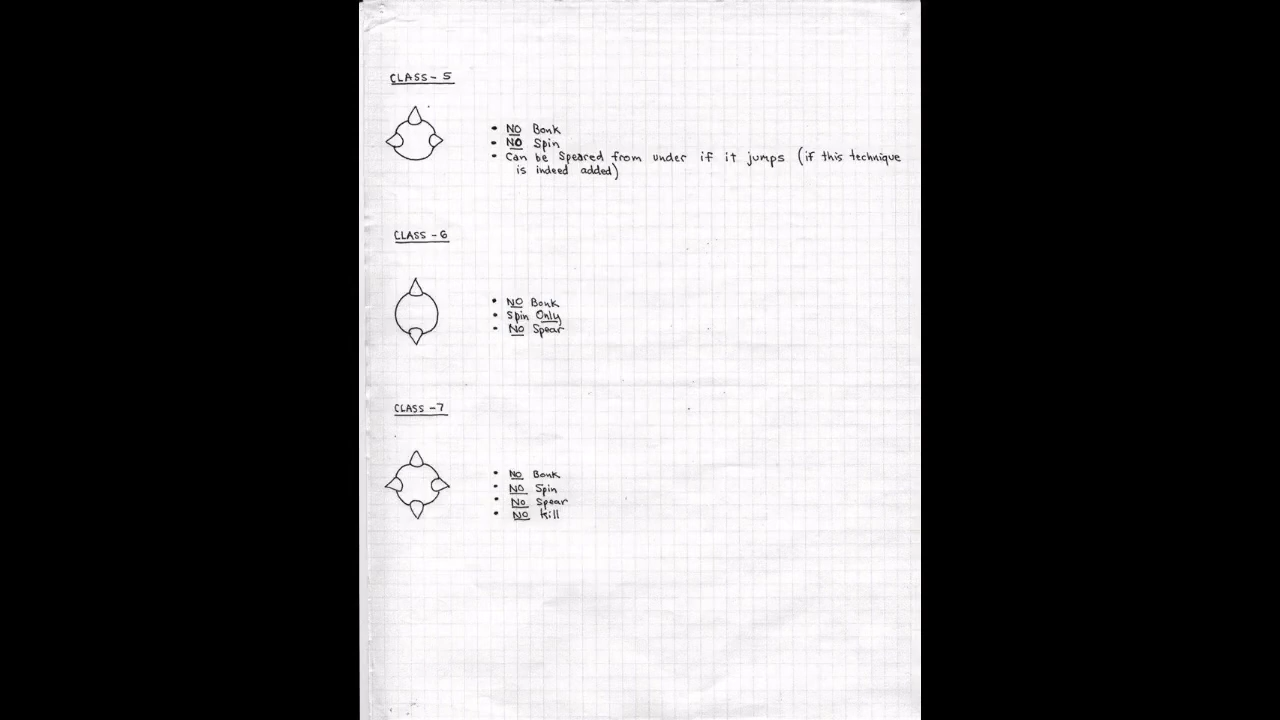 CLASS - 5
• NO Bonk
• NO Spin
• Can be Speared from under if it jumps (if this technique
is indeed added)
CLASS - 6
• NO Bonk
• Spin Only
• NO Spear
CLASS - 7
• NO Bonk
• NO Spin
• NO Spear
• NO Kill